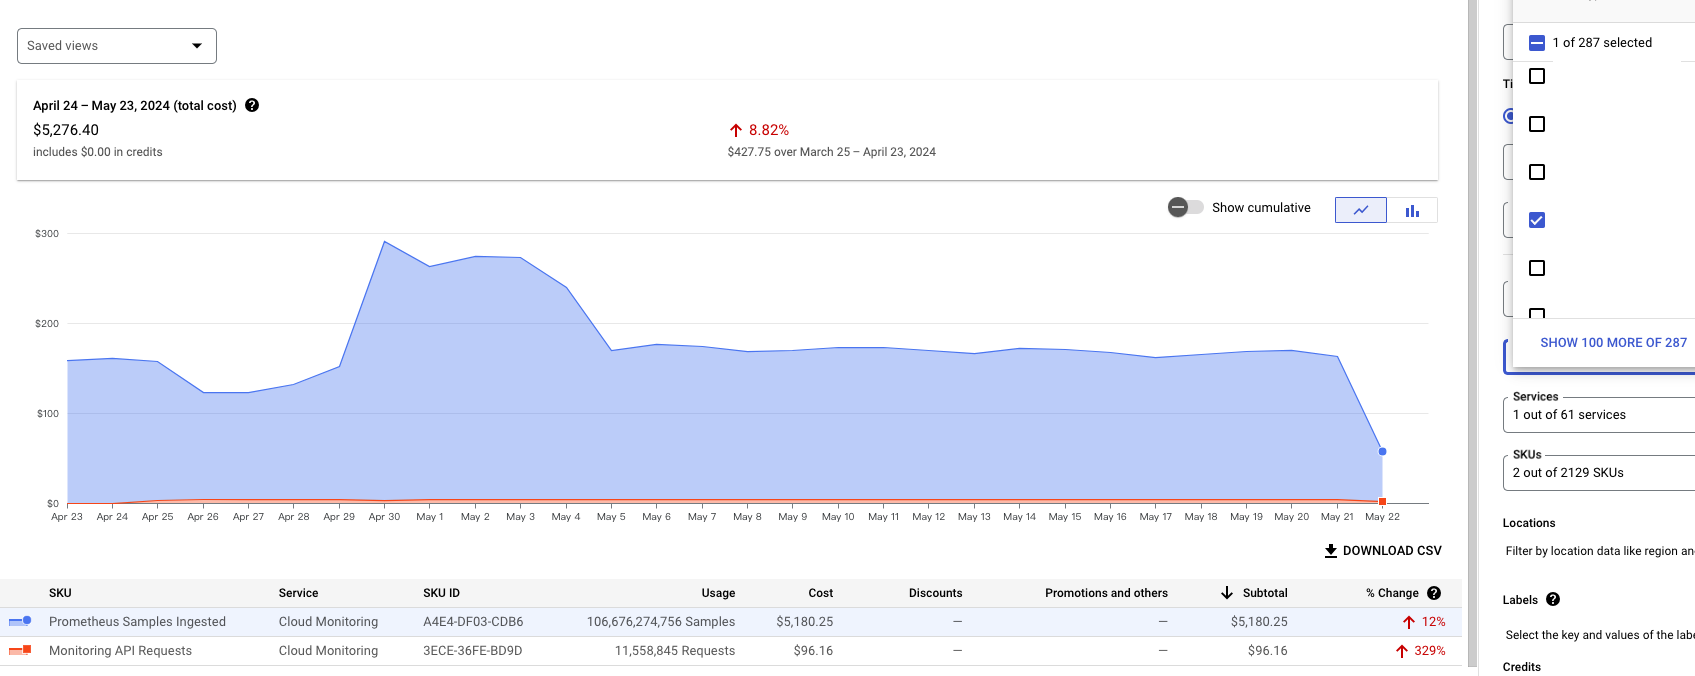 Saved views
April 24 – May 23, 2024 (total cost)
$5,276.40
includes $0.00 in credits
8.82%
$427.75 over March 25 – April 23, 2024
Show cumulative
$300
$200
$100
$0
Apr 23 Apr 24 Apr 25 Apr 26 Apr 27 Apr 28 Apr 29 Apr 30 May 1 May 2 May 3 May 4 May 5 May 6 May 7 May 8 May 9 May 10 May 11 May 12 May 13 May 14 May 15 May 16 May 17 May 18 May 19 May 20 May 21 May 22
DOWNLOAD CSV
SKU Service SKU ID Usage Cost Discounts Promotions and others Subtotal % Change
Prometheus Samples Ingested Cloud Monitoring A4E4-DF03-CDB6 106,676,274,756 Samples $5,180.25 — — $5,180.25 12%
Monitoring API Requests Cloud Monitoring 3ECE-36FE-BD9D 11,558,845 Requests $96.16 — — $96.16 329%
1 of 287 selected
Ti
SHOW 100 MORE OF 287
Services
1 out of 61 services
SKUs
2 out of 2129 SKUs
Locations
Filter by location data like region an
Labels
Select the key and values of the labe
Credits